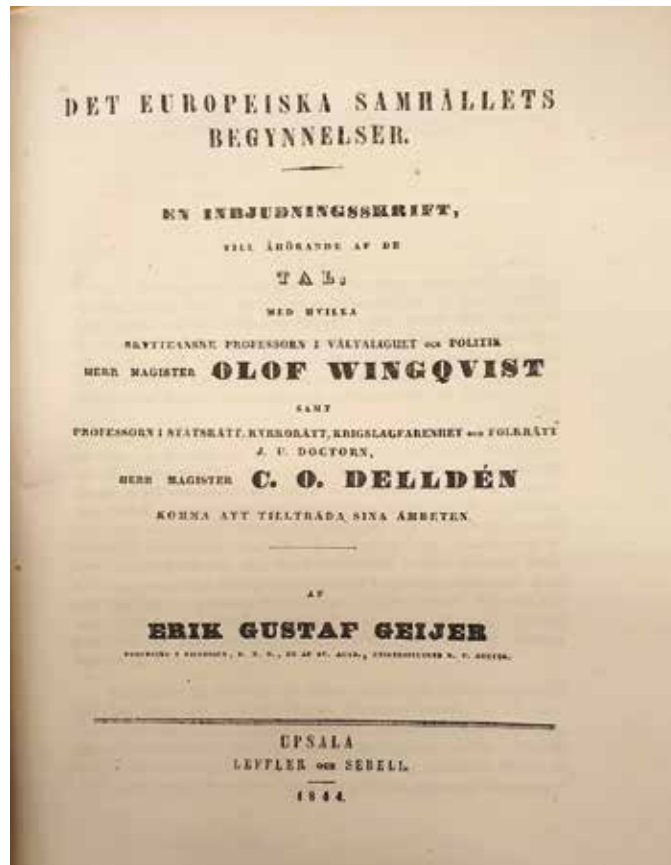 DET EUROPEISKA SAMHÄLLETS
BEGYNNELSER.
EN INBJUDNINGSSKRIFT,
TILL ÅHÖRANDE AF DE
TAL,
MED HVILKA
SKYTTEANSKE PROFESSORN I VÄLTALIGHET OCH POLITIK
HERR MAGISTER OLOF WINGQVIST
SAMT
PROFESSORN I STATSRÄTT, KYRKORÄTT, KRIGSLAGFARENHET OCH FOLKRÄTT
J. U. DOCTORN,
HERR MAGISTER C. O. DELLDÉN
KOMMA ATT TILLTRÄDA SINA ÄMBETEN
AF
ERIK GUSTAF GEIJER
UPSALA
LEFFLER OCH SEBELL.
1844.